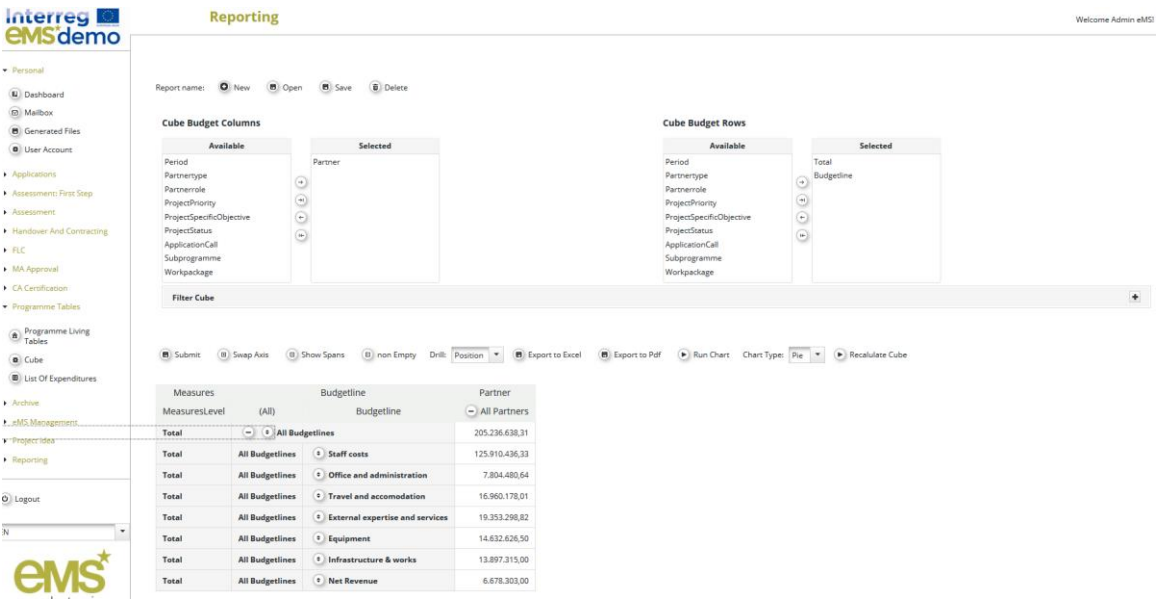 Interreg
eMS demo
Reporting
Welcome Admin eMS!
Personal
Dashboard
Mailbox
Generated Files
User Account
Applications
Assessment: First Step
Assessment
Handover And Contracting
FLC
MA Approval
CA Certification
Programme Tables
Programme Living
Tables
Cube
List Of Expenditures
Archive
eMS Management
Project Idea
Reporting
Logout
EN
eMS
Report name: New Open Save Delete
Cube Budget Columns
Available Selected
Period Partner
Partnertype
Partnerrole
ProjectPriority
ProjectSpecificObjective
ProjectStatus
ApplicationCall
Subprogramme
Workpackage
Cube Budget Rows
Available Selected
Period Total
Partnertype Budgetline
Partnerrole
ProjectPriority
ProjectSpecificObjective
ProjectStatus
ApplicationCall
Subprogramme
Workpackage
Filter Cube
Submit Swap Axis Show Spans non Empty Drill: Position Export to Excel Export to Pdf Run Chart Chart Type: Pie Recalulate Cube
Measures Budgetline Partner
MeasuresLevel (All) Budgetline All Partners
Total All Budgetlines 205.236.638,31
Total All Budgetlines Staff costs 125.910.436,33
Total All Budgetlines Office and administration 7.804.480,64
Total All Budgetlines Travel and accomodation 16.960.178,01
Total All Budgetlines External expertise and services 19.353.298,82
Total All Budgetlines Equipment 14.632.626,50
Total All Budgetlines Infrastructure & works 13.897.315,00
Total All Budgetlines Net Revenue 6.678.303,00